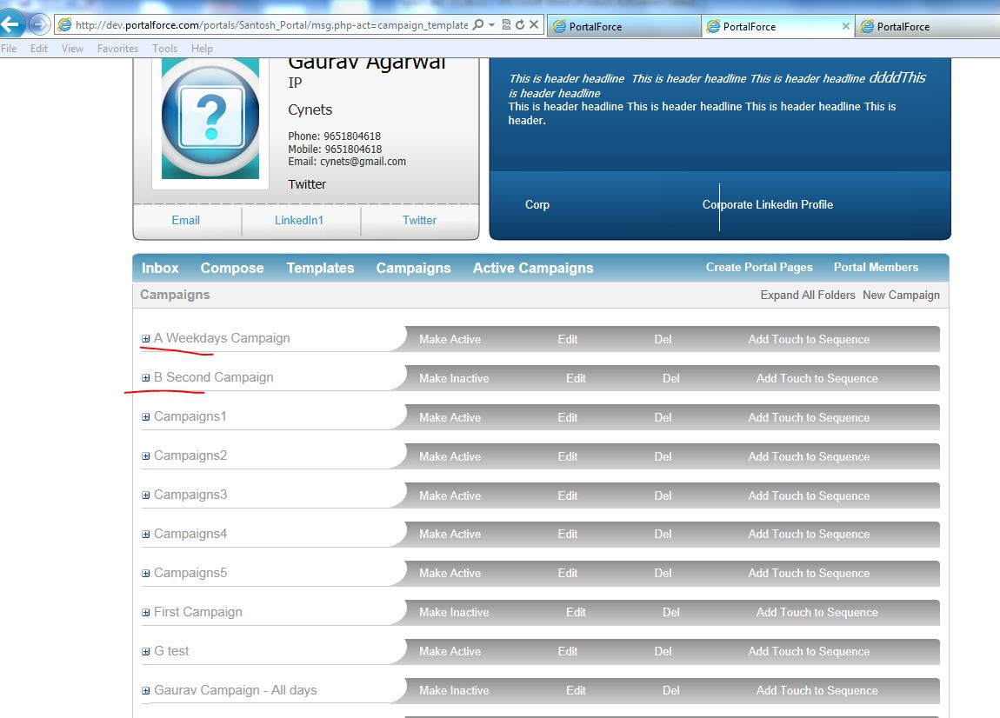 http://dev.portalforce.com/portals/Santosh_Portal/msg.php-act=campaign_template
PortalForce
PortalForce
PortalForce
File Edit View Favorites Tools Help
Gaurav Agarwal
IP
Cynets
Phone: 9651804618
Mobile: 9651804618
Email: cynets@gmail.com
Twitter
Email LinkedIn1 Twitter
This is header headline This is header headline This is header headline ddddThis
is header headline
This is header headline This is header headline This is header headline This is
header.
Corp Corporate Linkedin Profile
Inbox Compose Templates Campaigns Active Campaigns Create Portal Pages Portal Members
Campaigns Expand All Folders New Campaign
A Weekdays Campaign Make Active Edit Del Add Touch to Sequence
B Second Campaign Make Inactive Edit Del Add Touch to Sequence
Campaigns1 Make Active Edit Del Add Touch to Sequence
Campaigns2 Make Active Edit Del Add Touch to Sequence
Campaigns3 Make Active Edit Del Add Touch to Sequence
Campaigns4 Make Active Edit Del Add Touch to Sequence
Campaigns5 Make Active Edit Del Add Touch to Sequence
First Campaign Make Inactive Edit Del Add Touch to Sequence
G test Make Active Edit Del Add Touch to Sequence
Gaurav Campaign - All days Make Inactive Edit Del Add Touch to Sequence